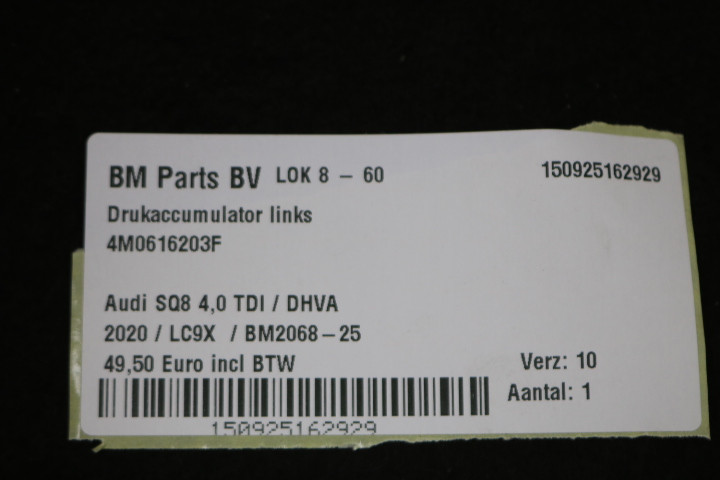 BM Parts BV LOK 8 – 60 150925162929
Drukaccumulator links
4M0616203F
Audi SQ8 4,0 TDI / DHVA
2020 / LC9X / BM2068–25
49,50 Euro incl BTW Verz: 10
Aantal: 1
150925162929